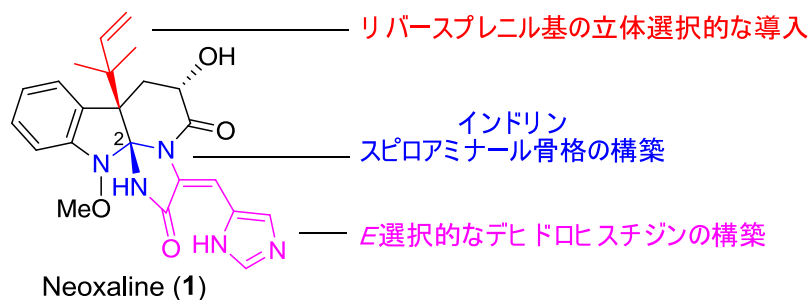 リバースプレニル基の立体選択的な導入
OH
O
インドリン
スピロアミナール骨格の構築
2
N
N
HN
MeO
O
HN
N
E選択的なデヒドロヒスチジンの構築
Neoxaline (1)